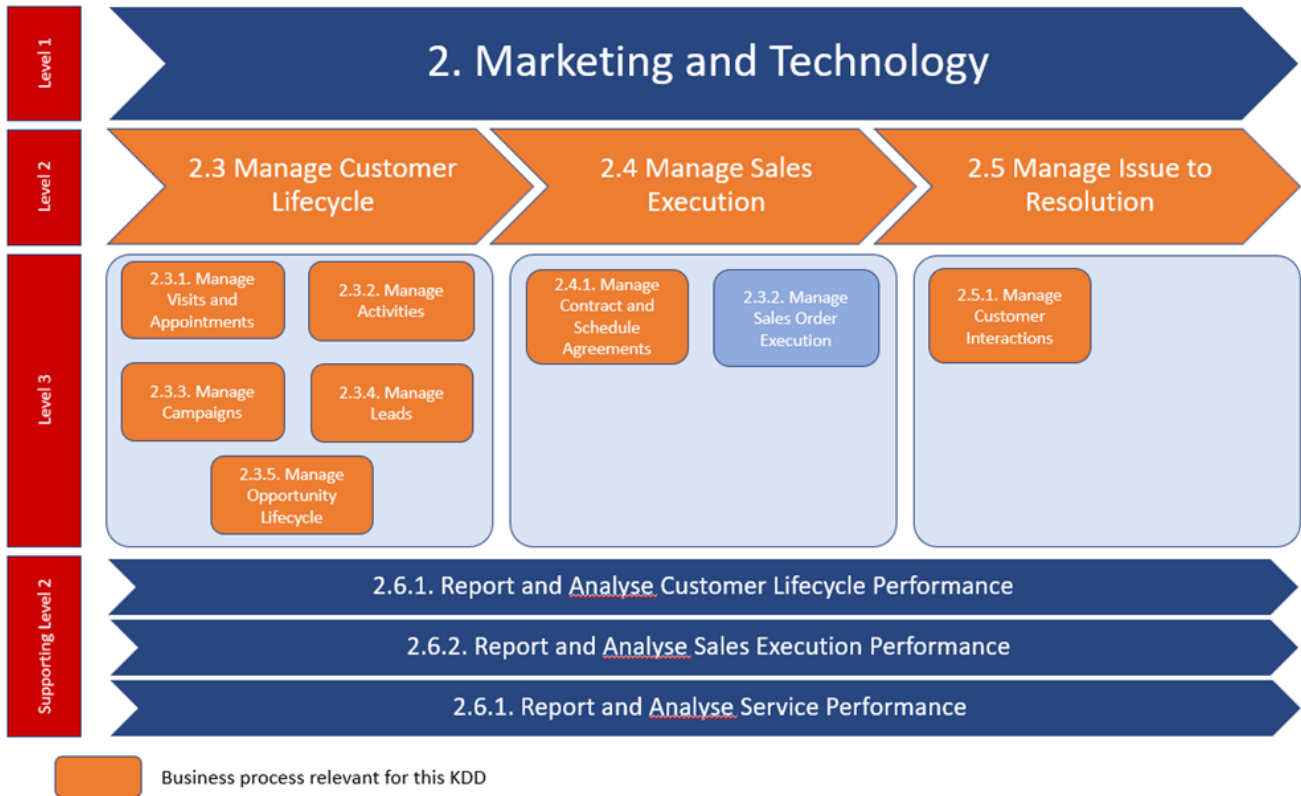 Level 1
2. Marketing and Technology
Level 2
2.3 Manage Customer
Lifecycle
2.4 Manage Sales
Execution
2.5 Manage Issue to
Resolution
Level 3
2.3.1. Manage
Visits and
Appointments
2.3.2. Manage
Activities
2.3.3. Manage
Campaigns
2.3.4. Manage
Leads
2.3.5. Manage
Opportunity
Lifecycle
2.4.1. Manage
Contract and
Schedule
Agreements
2.3.2. Manage
Sales Order
Execution
2.5.1. Manage
Customer
Interactions
Supporting Level 2
2.6.1. Report and Analyse Customer Lifecycle Performance
2.6.2. Report and Analyse Sales Execution Performance
2.6.1. Report and Analyse Service Performance
Business process relevant for this KDD